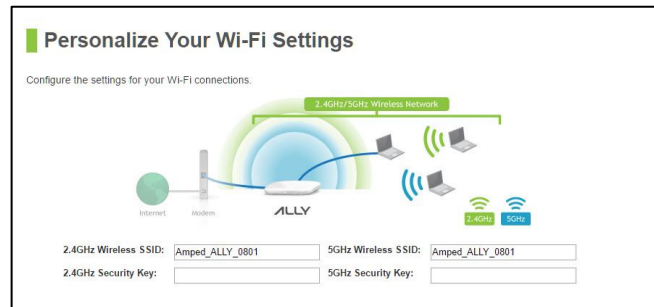 Personalize Your Wi-Fi Settings
Configure the settings for your Wi-Fi connections.
2.4GHz/5GHz Wireless Network
Internet Modem ALLY 2.4GHz 5GHz
2.4GHz Wireless SSID: Amped_ALLY_0801 5GHz Wireless SSID: Amped_ALLY_0801
2.4GHz Security Key: 5GHz Security Key: